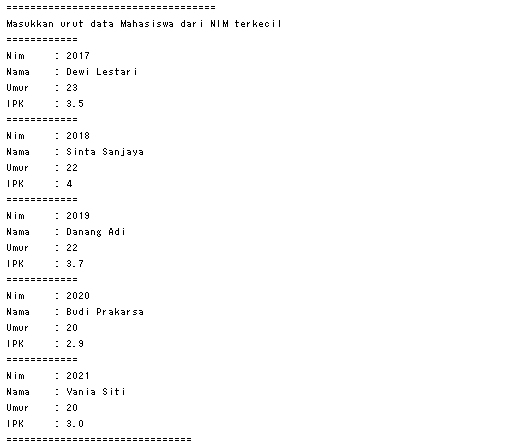 ===================================
Masukkan urut data Mahasiswa dari NIM terkecil
============
Nim : 2017
Nama : Dewi Lestari
Umur : 23
IPK : 3.5
============
Nim : 2018
Nama : Sinta Sanjaya
Umur : 22
IPK : 4
============
Nim : 2019
Nama : Danang Adi
Umur : 22
IPK : 3.7
============
Nim : 2020
Nama : Budi Prakarsa
Umur : 20
IPK : 2.9
============
Nim : 2021
Nama : Vania Siti
Umur : 20
IPK : 3.0
===============================